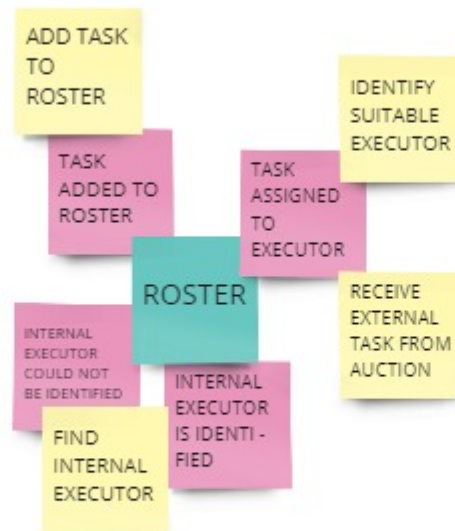 ADD TASK
TO
ROSTER
IDENTIFY
SUITABLE
EXECUTOR
TASK
ADDED TO
ROSTER
TASK
ASSIGNED
TO
EXECUTOR
ROSTER
RECEIVE
EXTERNAL
TASK FROM
AUCTION
INTERNAL
EXECUTOR
COULD NOT
BE IDENTIFIED
INTERNAL
EXECUTOR
IS IDENTI -
FIED
FIND
INTERNAL
EXECUTOR